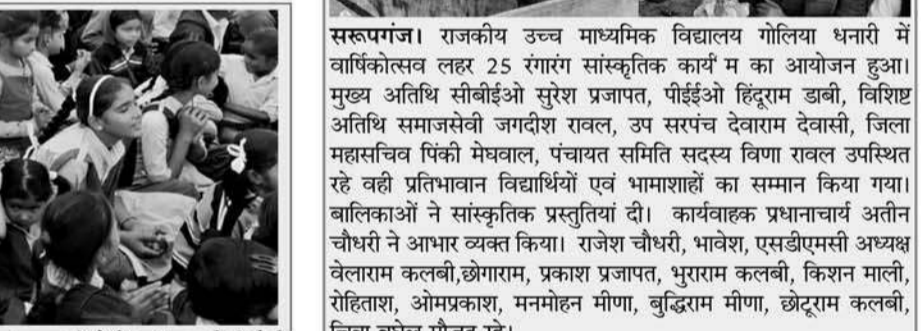 सरूपगंज। राजकीय उच्च माध्यमिक विद्यालय गोलिया धनारी में
वार्षिकोत्सव लहर 25 रंगारंग सांस्कृतिक कार्य म का आयोजन हुआ।
मुख्य अतिथि सीबीईओ सुरेश प्रजापत, पीईईओ हिंदूराम डाबी, विशिष्ट
अतिथि समाजसेवी जगदीश रावल, उप सरपंच देवाराम देवासी, जिला
महासचिव पिंकी मेघवाल, पंचायत समिति सदस्य विणा रावल उपस्थित
रहे वही प्रतिभावान विद्यार्थियों एवं भामाशाहों का सम्मान किया गया।
बालिकाओं ने सांस्कृतिक प्रस्तुतियां दी। कार्यवाहक प्रधानाचार्य अतीन
चौधरी ने आभार व्यक्त किया। राजेश चौधरी, भावेश, एसडीएमसी अध्यक्ष
वेलाराम कलबी,छोगाराम, प्रकाश प्रजापत, भुराराम कलबी, किशन माली,
रोहिताश, ओमप्रकाश, मनमोहन मीणा, बुद्धिराम मीणा, छोटूराम कलबी,